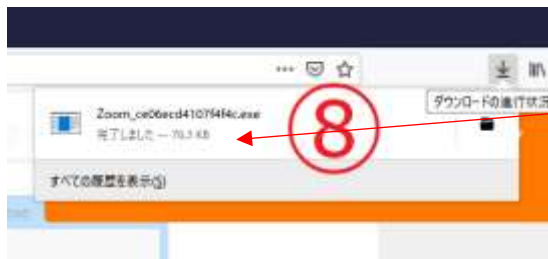 ダウンロードの進行状況
Zoom_ce06ecd4107f4f4c.exe
完了しました — 70.3 KB
⑧
すべての履歴を表示(S)